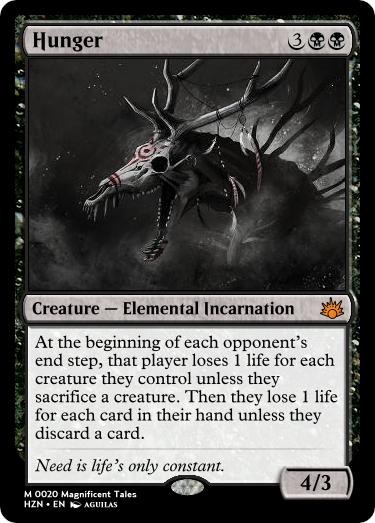 Hunger 3
Creature — Elemental Incarnation
At the beginning of each opponent's
end step, that player loses 1 life for each
creature they control unless they
sacrifice a creature. Then they lose 1 life
for each card in their hand unless they
discard a card.
Need is life's only constant.
4/3
M 0020 Magnificent Tales
HZN • EN AGUILAS